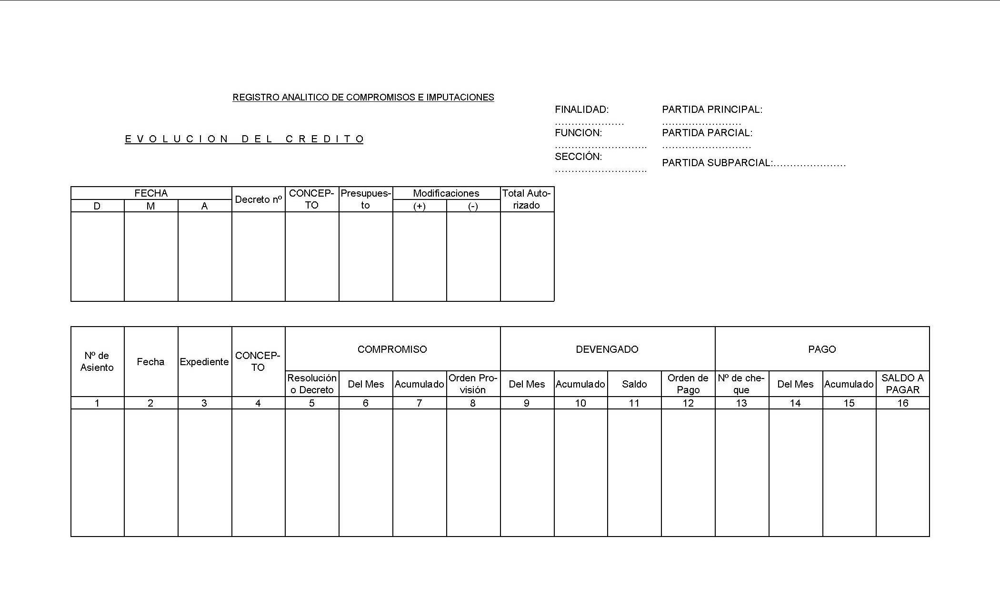 REGISTRO ANALITICO DE COMPROMISOS E IMPUTACIONES
FINALIDAD: PARTIDA PRINCIPAL:
..................... ........................
FUNCION: PARTIDA PARCIAL:
E V O L U C I O N D E L C R E D I T O
............................ ...........................
SECCIÓN:
PARTIDA SUBPARCIAL:......................
............................
FECHA Decreto nº CONCEP- Presupues- Modificaciones Total Auto-
D M A TO to (+) (-) rizado
COMPROMISO DEVENGADO PAGO
Nº de Fecha Expediente CONCEP-
Asiento TO
Resolución Del Mes Acumulado Orden Pro- Del Mes Acumulado Saldo Orden de Nº de che- Del Mes Acumulado SALDO A
o Decreto visión Pago que PAGAR
1 2 3 4 5 6 7 8 9 10 11 12 13 14 15 16